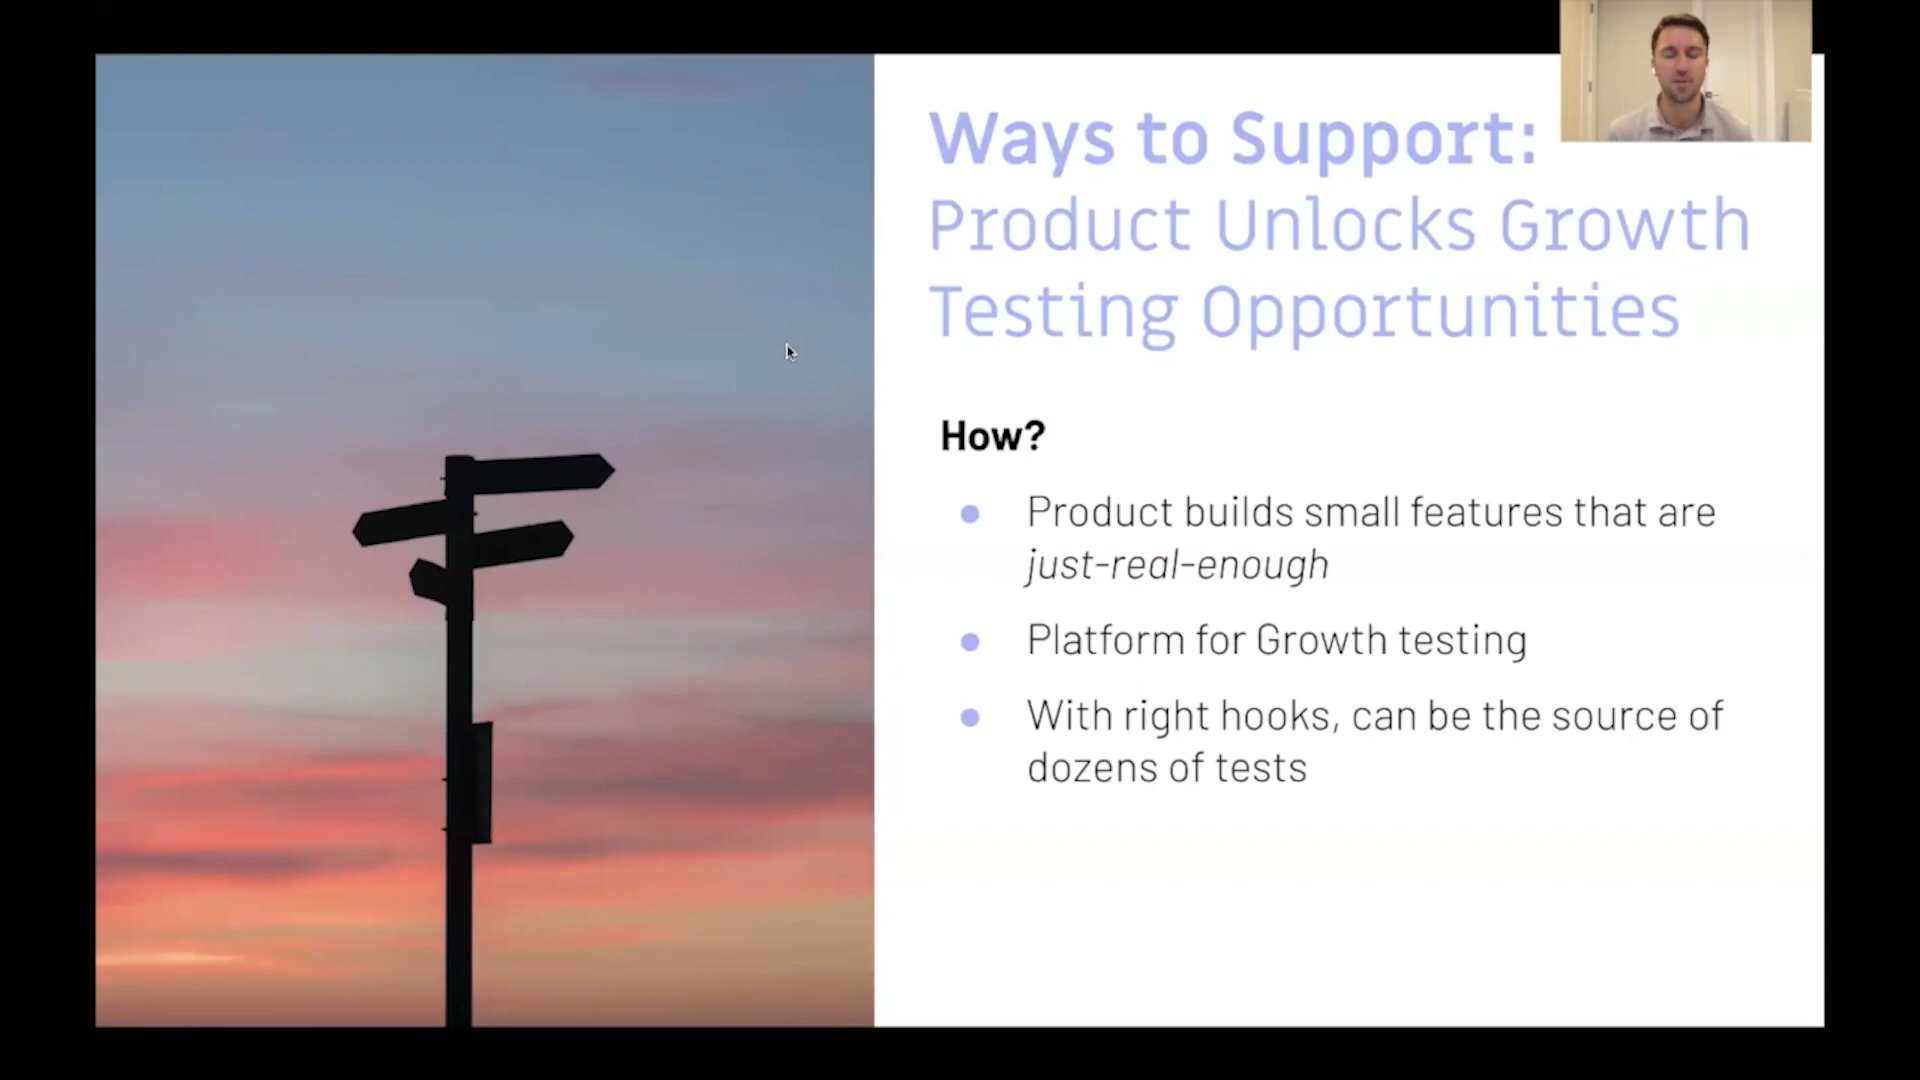 Ways to Support:
Product Unlocks Growth
Testing Opportunities
How?
Product builds small features that are
just-real-enough
Platform for Growth testing
With right hooks, can be the source of
dozens of tests